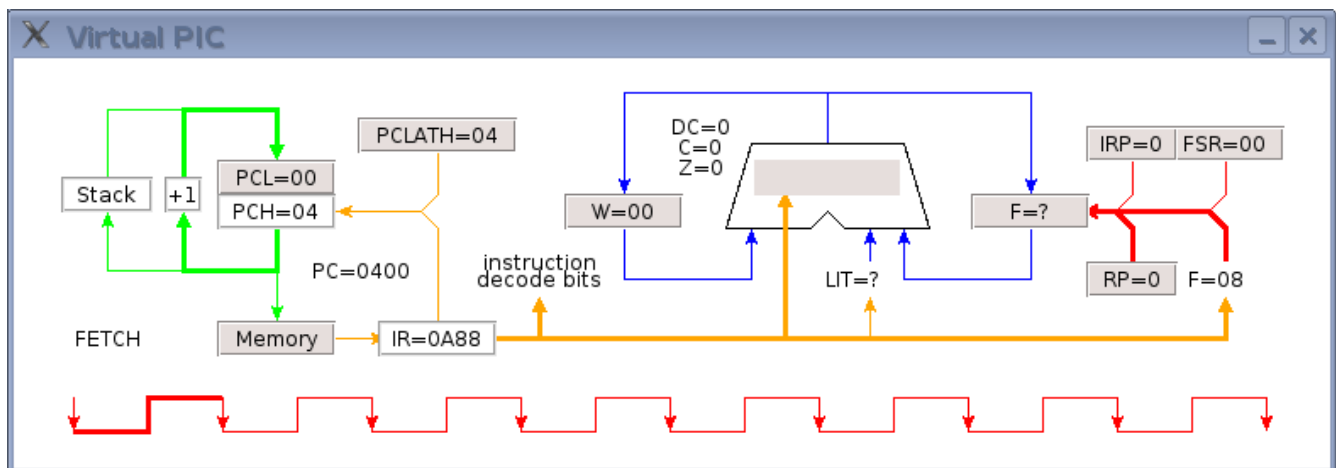 Virtual PIC
PCLATH=04
DC=0
C=0
Z=0
IRP=0
FSR=00
PCL=00
Stack
+1
PCH=04
W=00
F=?
PC=0400
instruction
decode bits
LIT=?
RP=0
F=08
FETCH
Memory
IR=0A88